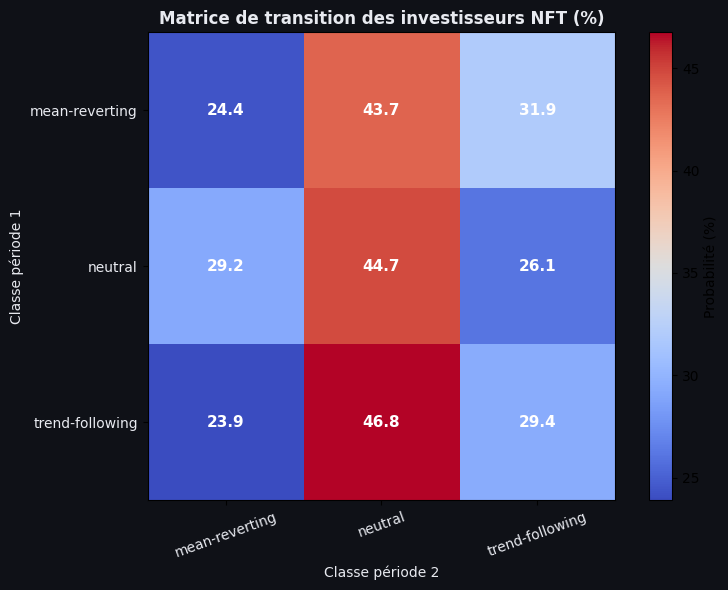 Matrice de transition des investisseurs NFT (%)
Classe période 1
mean-reverting 24.4 43.7 31.9
neutral 29.2 44.7 26.1
trend-following 23.9 46.8 29.4
mean-reverting neutral trend-following
Classe période 2
45
40
35
30
25
Probabilité (%)